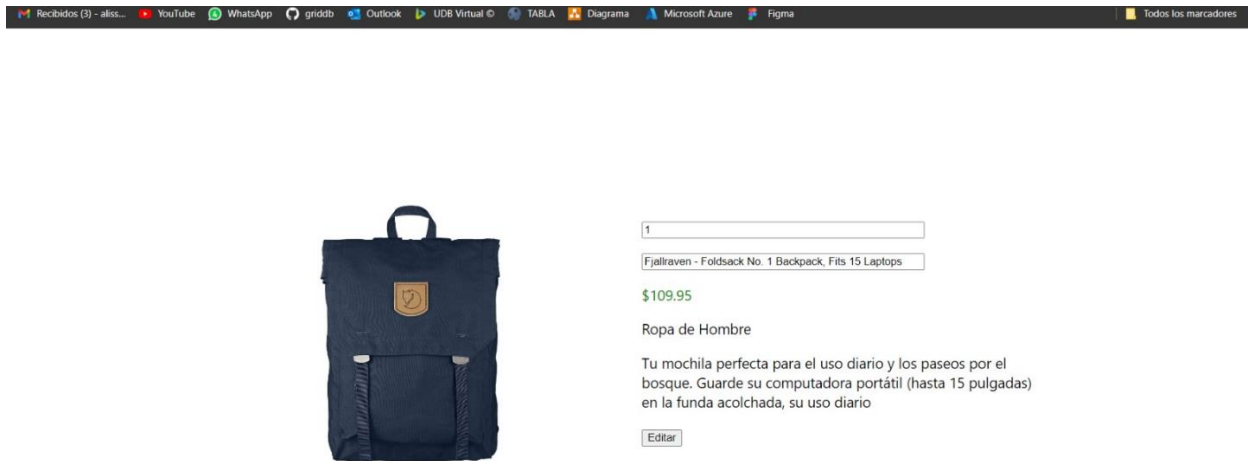 Recibidos (3) - aliss... YouTube WhatsApp griddb Outlook UDB Virtual © TABLA Diagrama Microsoft Azure Figma Todos los marcadores
1
Fjallraven - Foldsack No. 1 Backpack, Fits 15 Laptops
$109.95
Ropa de Hombre
Tu mochila perfecta para el uso diario y los paseos por el
bosque. Guarde su computadora portátil (hasta 15 pulgadas)
en la funda acolchada, su uso diario
Editar